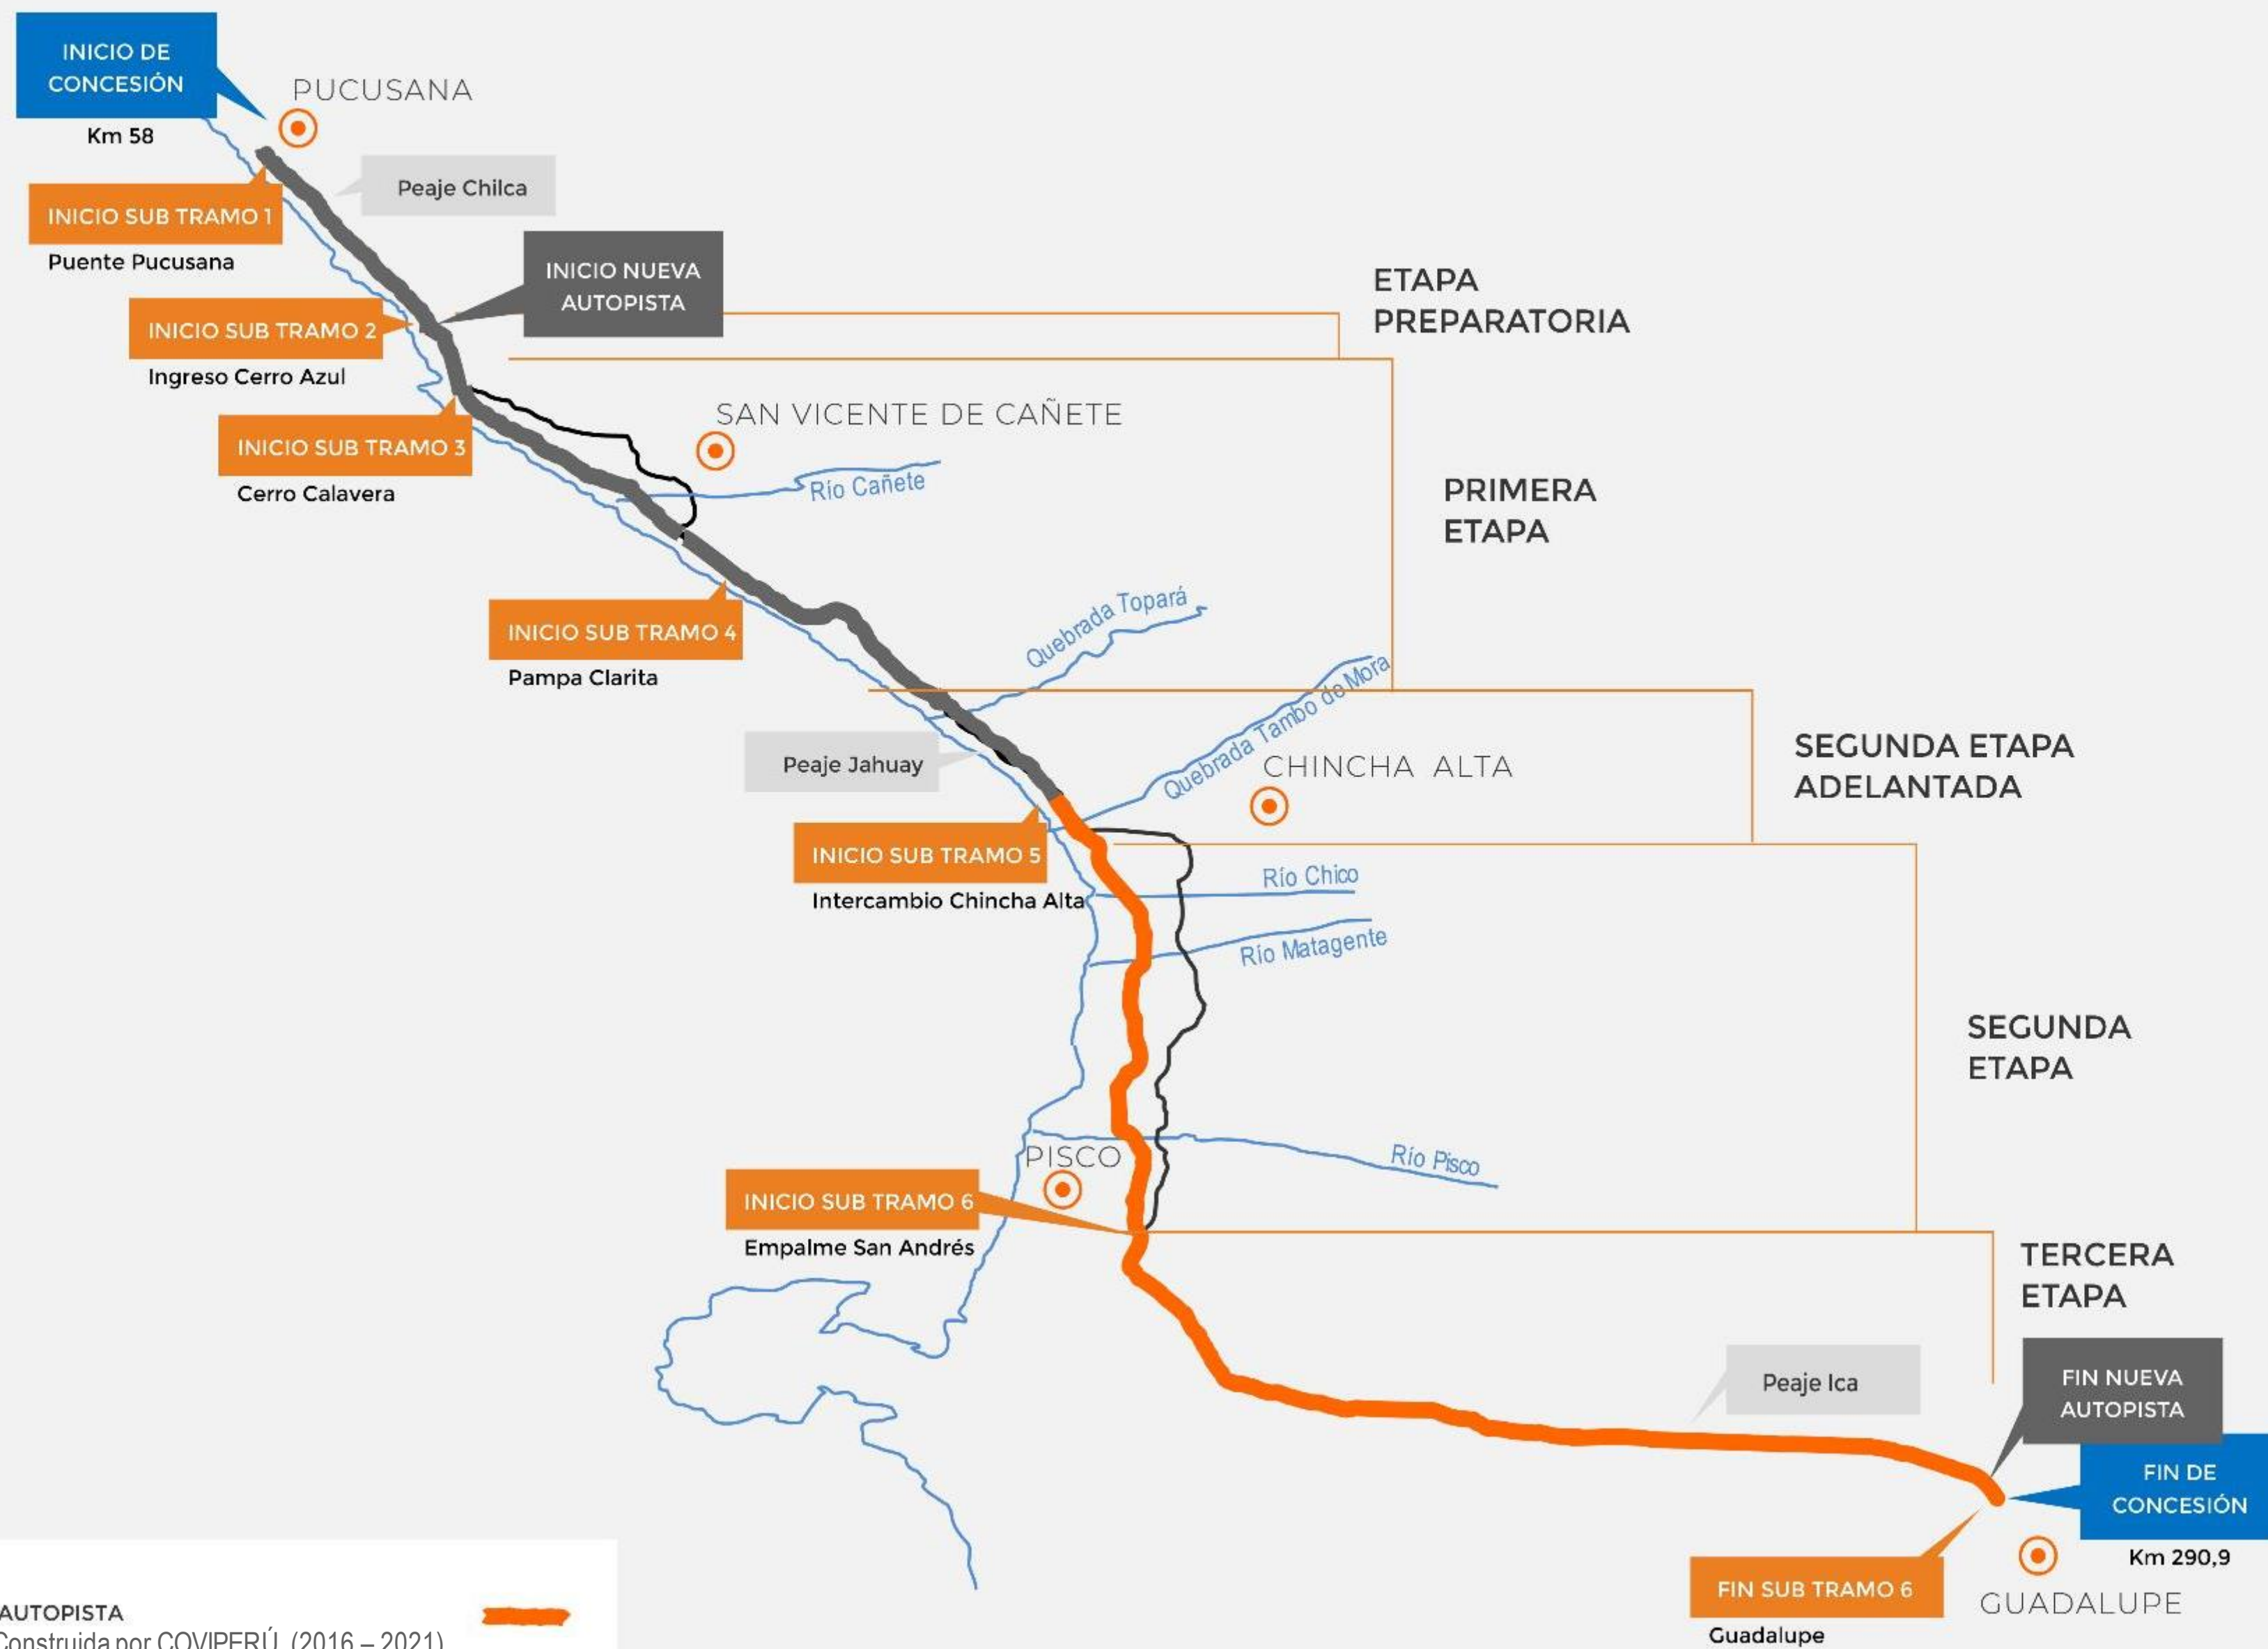 INICIO DE
CONCESIÓN
Km 58
PUCUSANA
Peaje Chilca
INICIO SUB TRAMO 1
Puente Pucusana
INICIO NUEVA
AUTOPISTA
ETAPA
PREPARATORIA
INICIO SUB TRAMO 2
Ingreso Cerro Azul
SAN VICENTE DE CAÑETE
INICIO SUB TRAMO 3
Cerro Calavera
Río Cañete
PRIMERA
ETAPA
INICIO SUB TRAMO 4
Pampa Clarita
Quebrada Topará
Quebrada Tambo de Mora
Peaje Jahuay
CHINCHA ALTA
SEGUNDA ETAPA
ADELANTADA
INICIO SUB TRAMO 5
Intercambio Chincha Alta
Río Chico
Río Matagente
SEGUNDA
ETAPA
PISCO
Río Pisco
INICIO SUB TRAMO 6
Empalme San Andrés
TERCERA
ETAPA
Peaje Ica
FIN NUEVA
AUTOPISTA
FIN DE
CONCESIÓN
Km 290,9
FIN SUB TRAMO 6
Guadalupe
GUADALUPE
AUTOPISTA
Construida por COVIPERÚ (2016 – 2021)